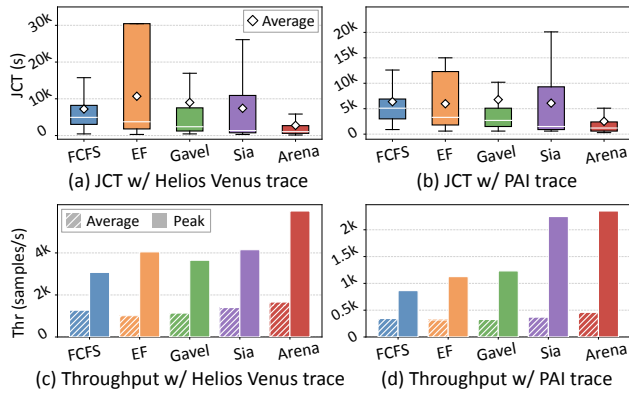 JCT (s)
30k
20k
10k
0
◇ Average
FCFS EF Gavel Sia Arena
(a) JCT w/ Helios Venus trace
20k
15k
10k
5k
0
FCFS EF Gavel Sia Arena
(b) JCT w/ PAI trace
Thr (samples/s)
4k
2k
0
Average Peak
FCFS EF Gavel Sia Arena
(c) Throughput w/ Helios Venus trace
2k
1.5k
1k
0.5k
0
FCFS EF Gavel Sia Arena
(d) Throughput w/ PAI trace